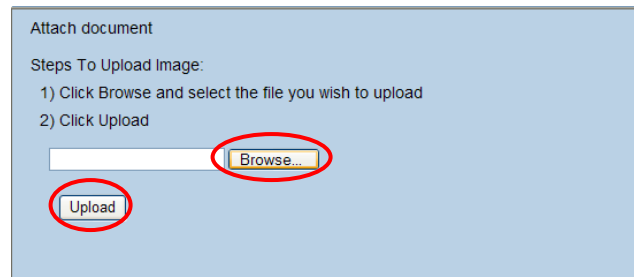 Attach document
Steps To Upload Image:
1) Click Browse and select the file you wish to upload
2) Click Upload
Browse...
Upload